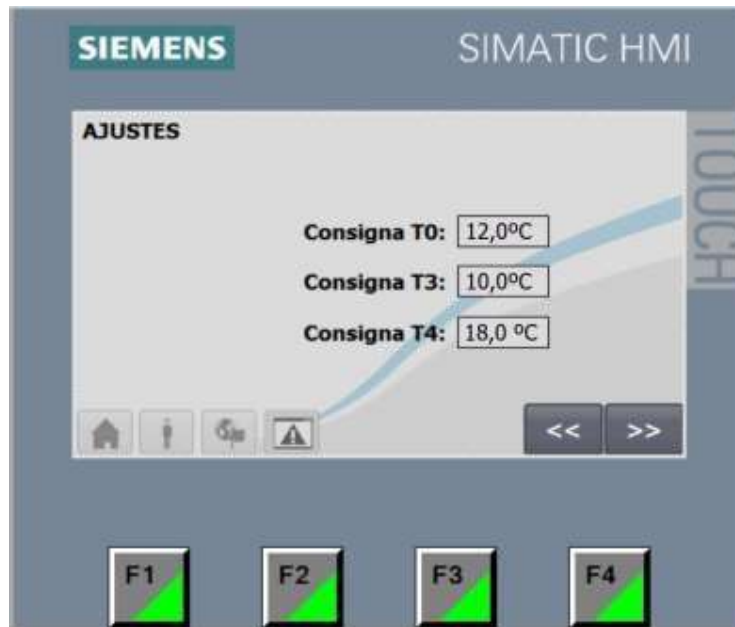 SIEMENS
SIMATIC HMI
TOUCH
AJUSTES
Consigna T0: 12,0ºC
Consigna T3: 10,0ºC
Consigna T4: 18,0 ºC
<< >>
F1 F2 F3 F4